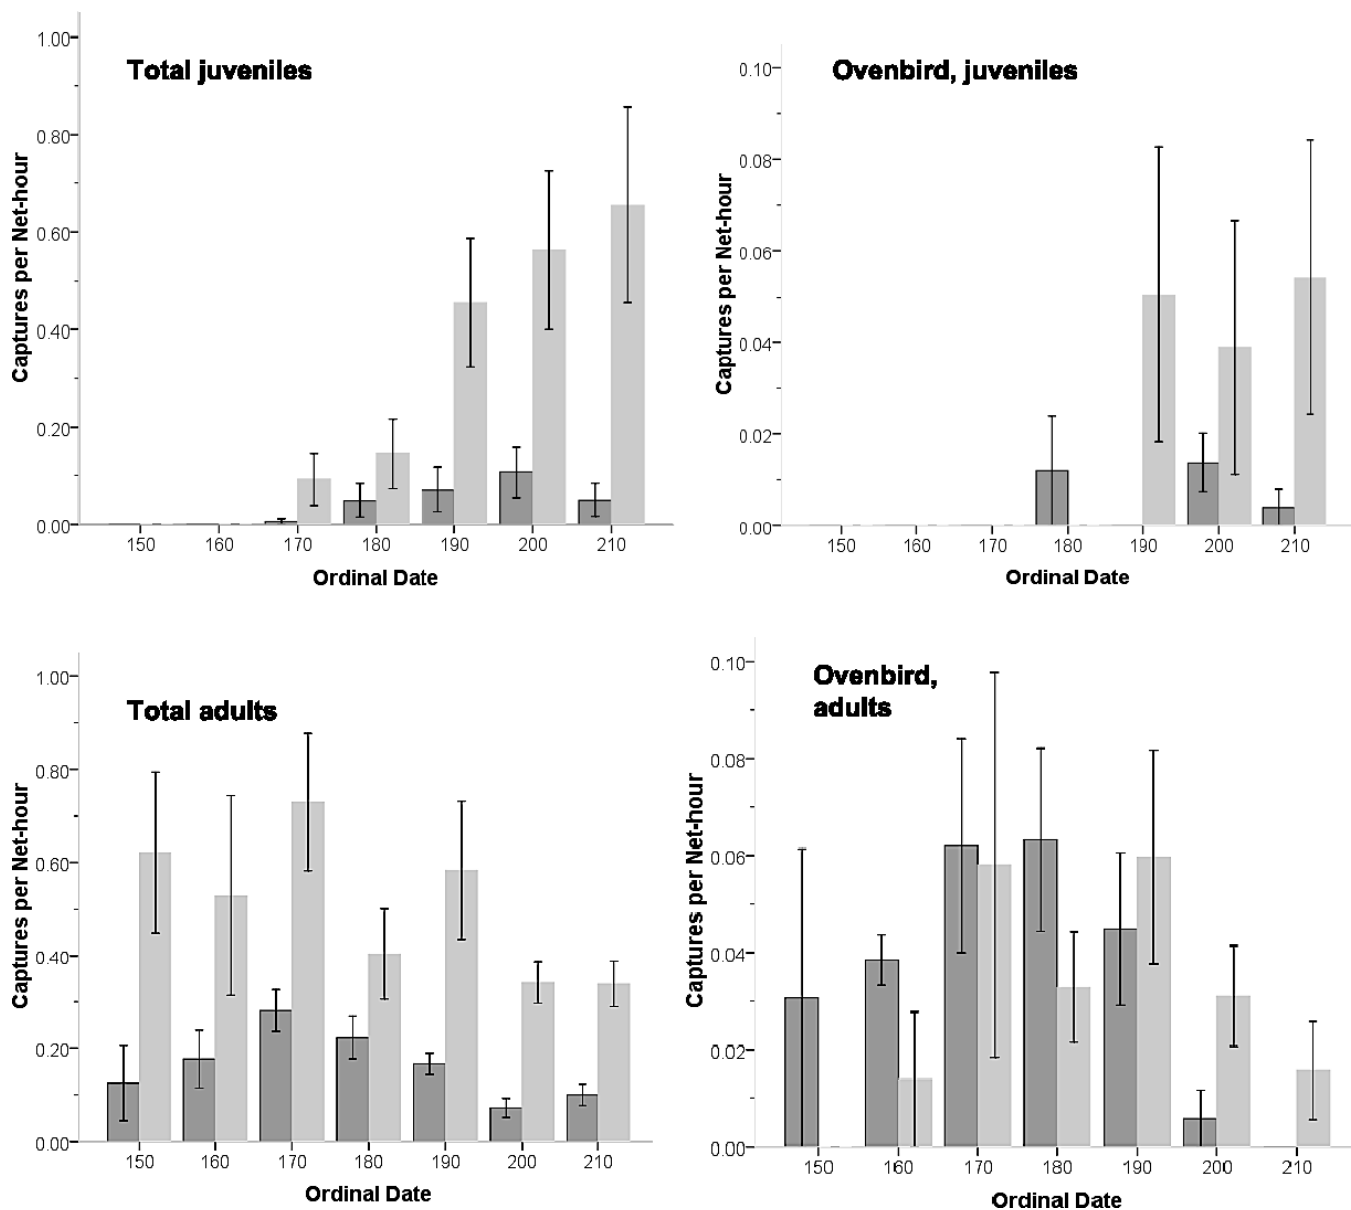 Total juveniles
1.00
0.80
0.60
0.40
0.20
0.00
Captures per Net-hour
150 160 170 180 190 200 210
Ordinal Date
Ovenbird, juveniles
0.10
0.08
0.06
0.04
0.02
0.00
Captures per Net-hour
150 160 170 180 190 200 210
Ordinal Date
Total adults
1.00
0.80
0.60
0.40
0.20
0.00
Captures per Net-hour
150 160 170 180 190 200 210
Ordinal Date
Ovenbird,
adults
0.10
0.08
0.06
0.04
0.02
0.00
Captures per Net-hour
150 160 170 180 190 200 210
Ordinal Date